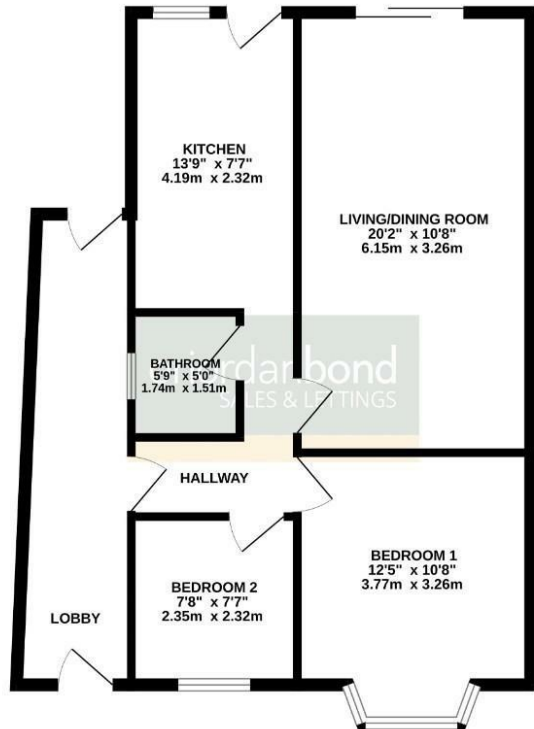 KITCHEN
13'9" x 7'7"
4.19m x 2.32m
LIVING/DINING ROOM
20'2" x 10'8"
6.15m x 3.26m
BATHROOM
5'9" x 5'0"
1.74m x 1.51m
SALES & LETTINGS
HALLWAY
BEDROOM 1
12'5" x 10'8"
3.77m x 3.26m
BEDROOM 2
7'8" x 7'7"
2.35m x 2.32m
LOBBY